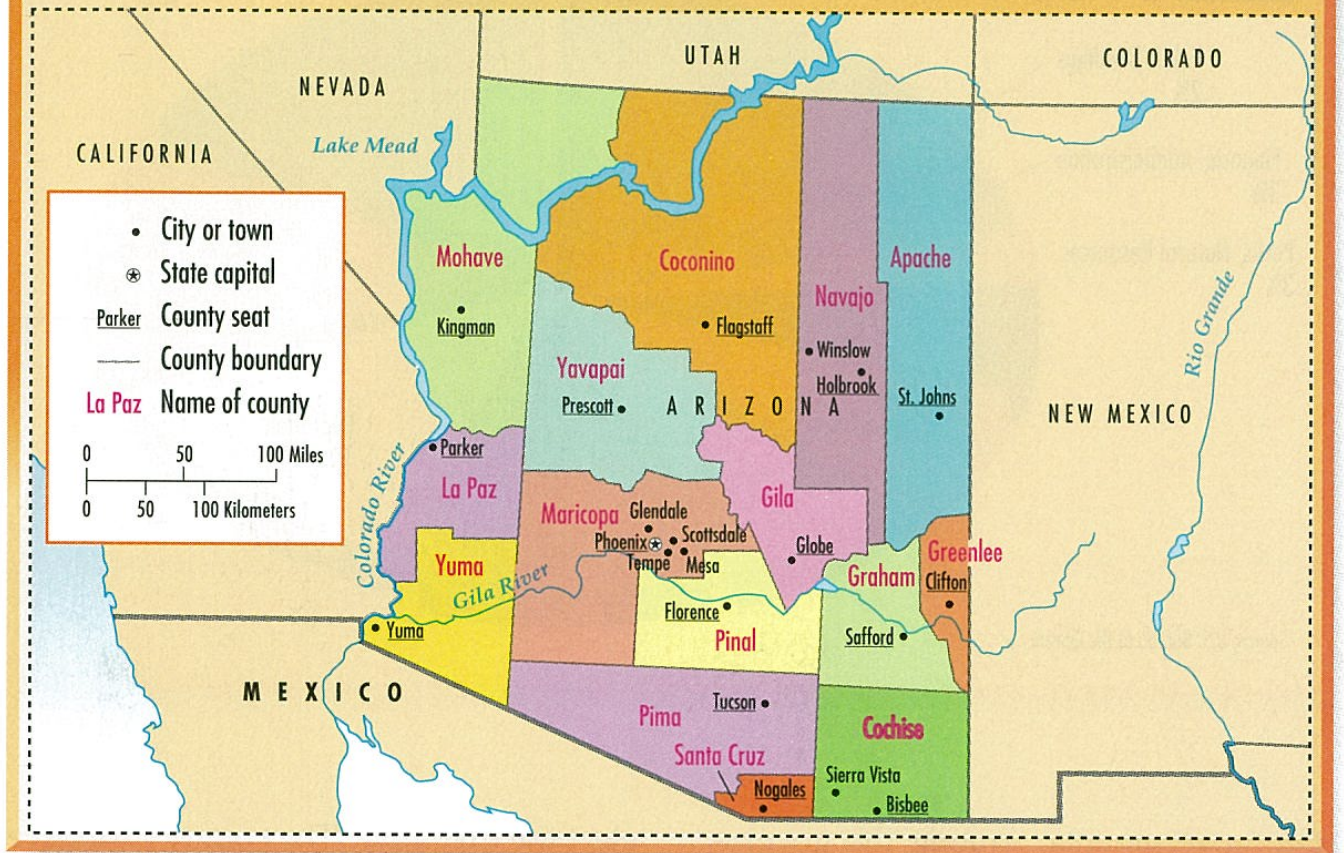 UTAH
COLORADO
NEVADA
Lake Mead
CALIFORNIA
City or town
State capital
Parker County seat
County boundary
La Paz Name of county
0 50 100 Miles
0 50 100 Kilometers
Mohave
Kingman
Coconino
Flagstaff
Navajo
Winslow
Holbrook
Apache
St. Johns
Yavapai
Prescott
ARIZONA
NEW MEXICO
Rio Grande
Colorado River
Parker
La Paz
Gila
Globe
Maricopa
Glendale
Phoenix
Scottsdale
Tempe
Mesa
Yuma
Gila River
Yuma
Graham
Safford
Greenlee
Clifton
Florence
Pinal
MEXICO
Pima
Tucson
Santa Cruz
Nogales
Cochise
Sierra Vista
Bisbee